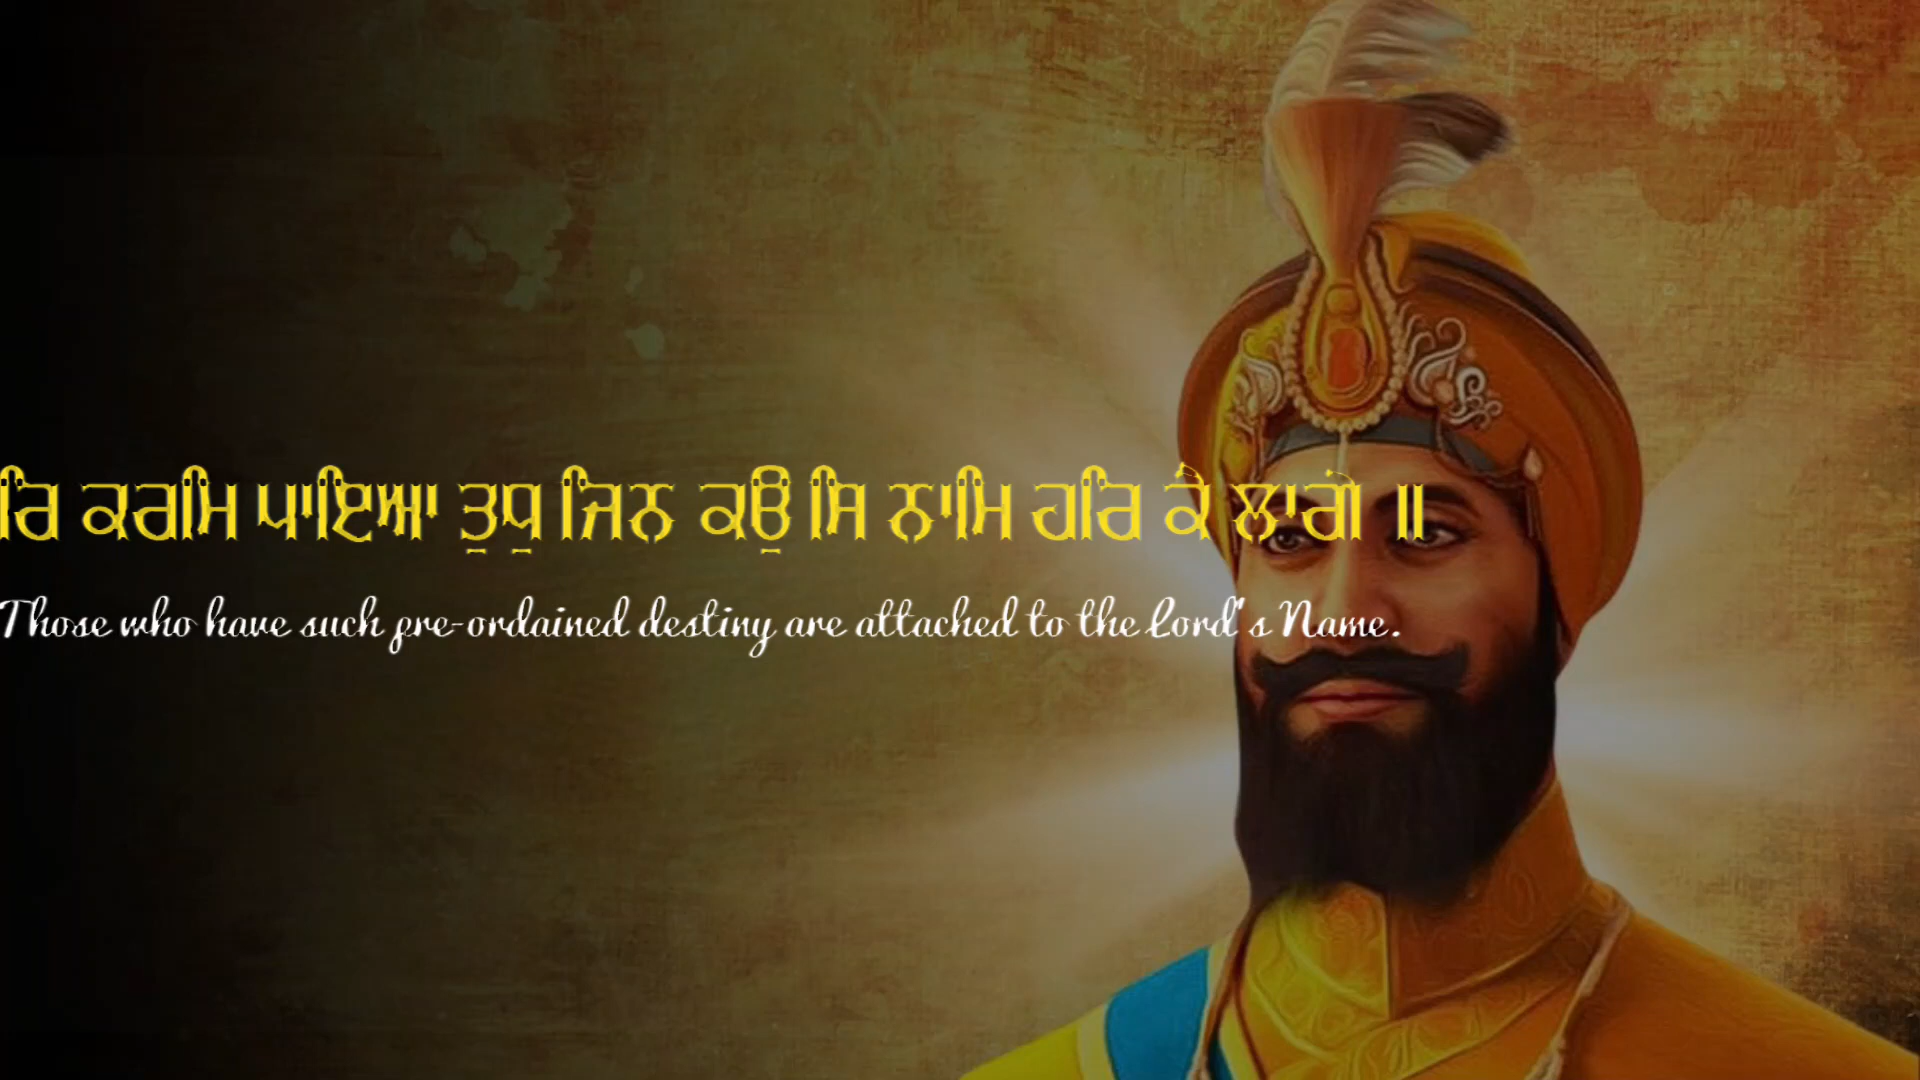 ਕਰਮਿ ਪਾਇਆ ਤੁਧੁ ਜਿਨ ਕਉ ਸਿ ਨਾਮਿ ਹਰਿ ਕੈ ਲਾਗੇ ॥
Those who have such pre-ordained destiny are attached to the Lord's Name.